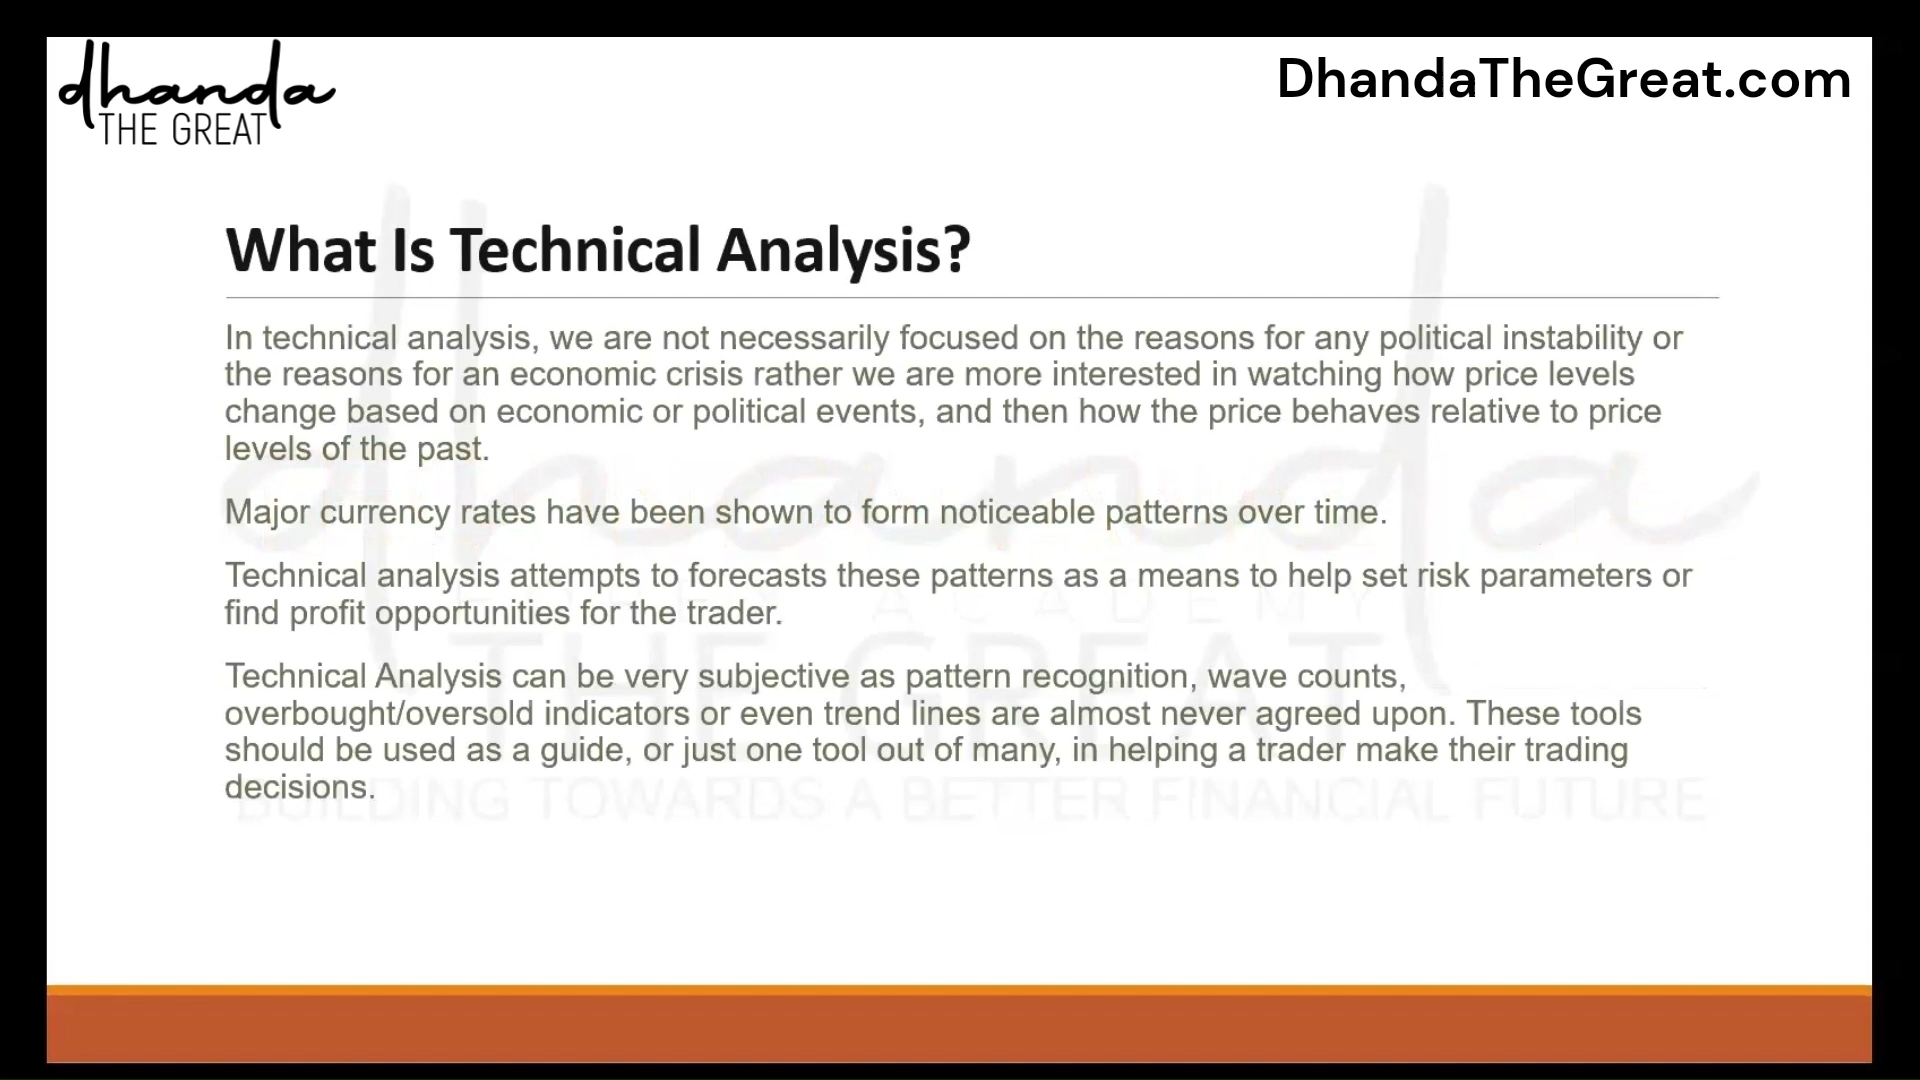 dhanda
THE GREAT
DhandaTheGreat.com
What Is Technical Analysis?
In technical analysis, we are not necessarily focused on the reasons for any political instability or
the reasons for an economic crisis rather we are more interested in watching how price levels
change based on economic or political events, and then how the price behaves relative to price
levels of the past.
Major currency rates have been shown to form noticeable patterns over time.
Technical analysis attempts to forecasts these patterns as a means to help set risk parameters or
find profit opportunities for the trader.
Technical Analysis can be very subjective as pattern recognition, wave counts,
overbought/oversold indicators or even trend lines are almost never agreed upon. These tools
should be used as a guide, or just one tool out of many, in helping a trader make their trading
decisions.
dhanda
ACADEMY
THE GREAT
BUILDING TOWARDS A BETTER FINANCIAL FUTURE